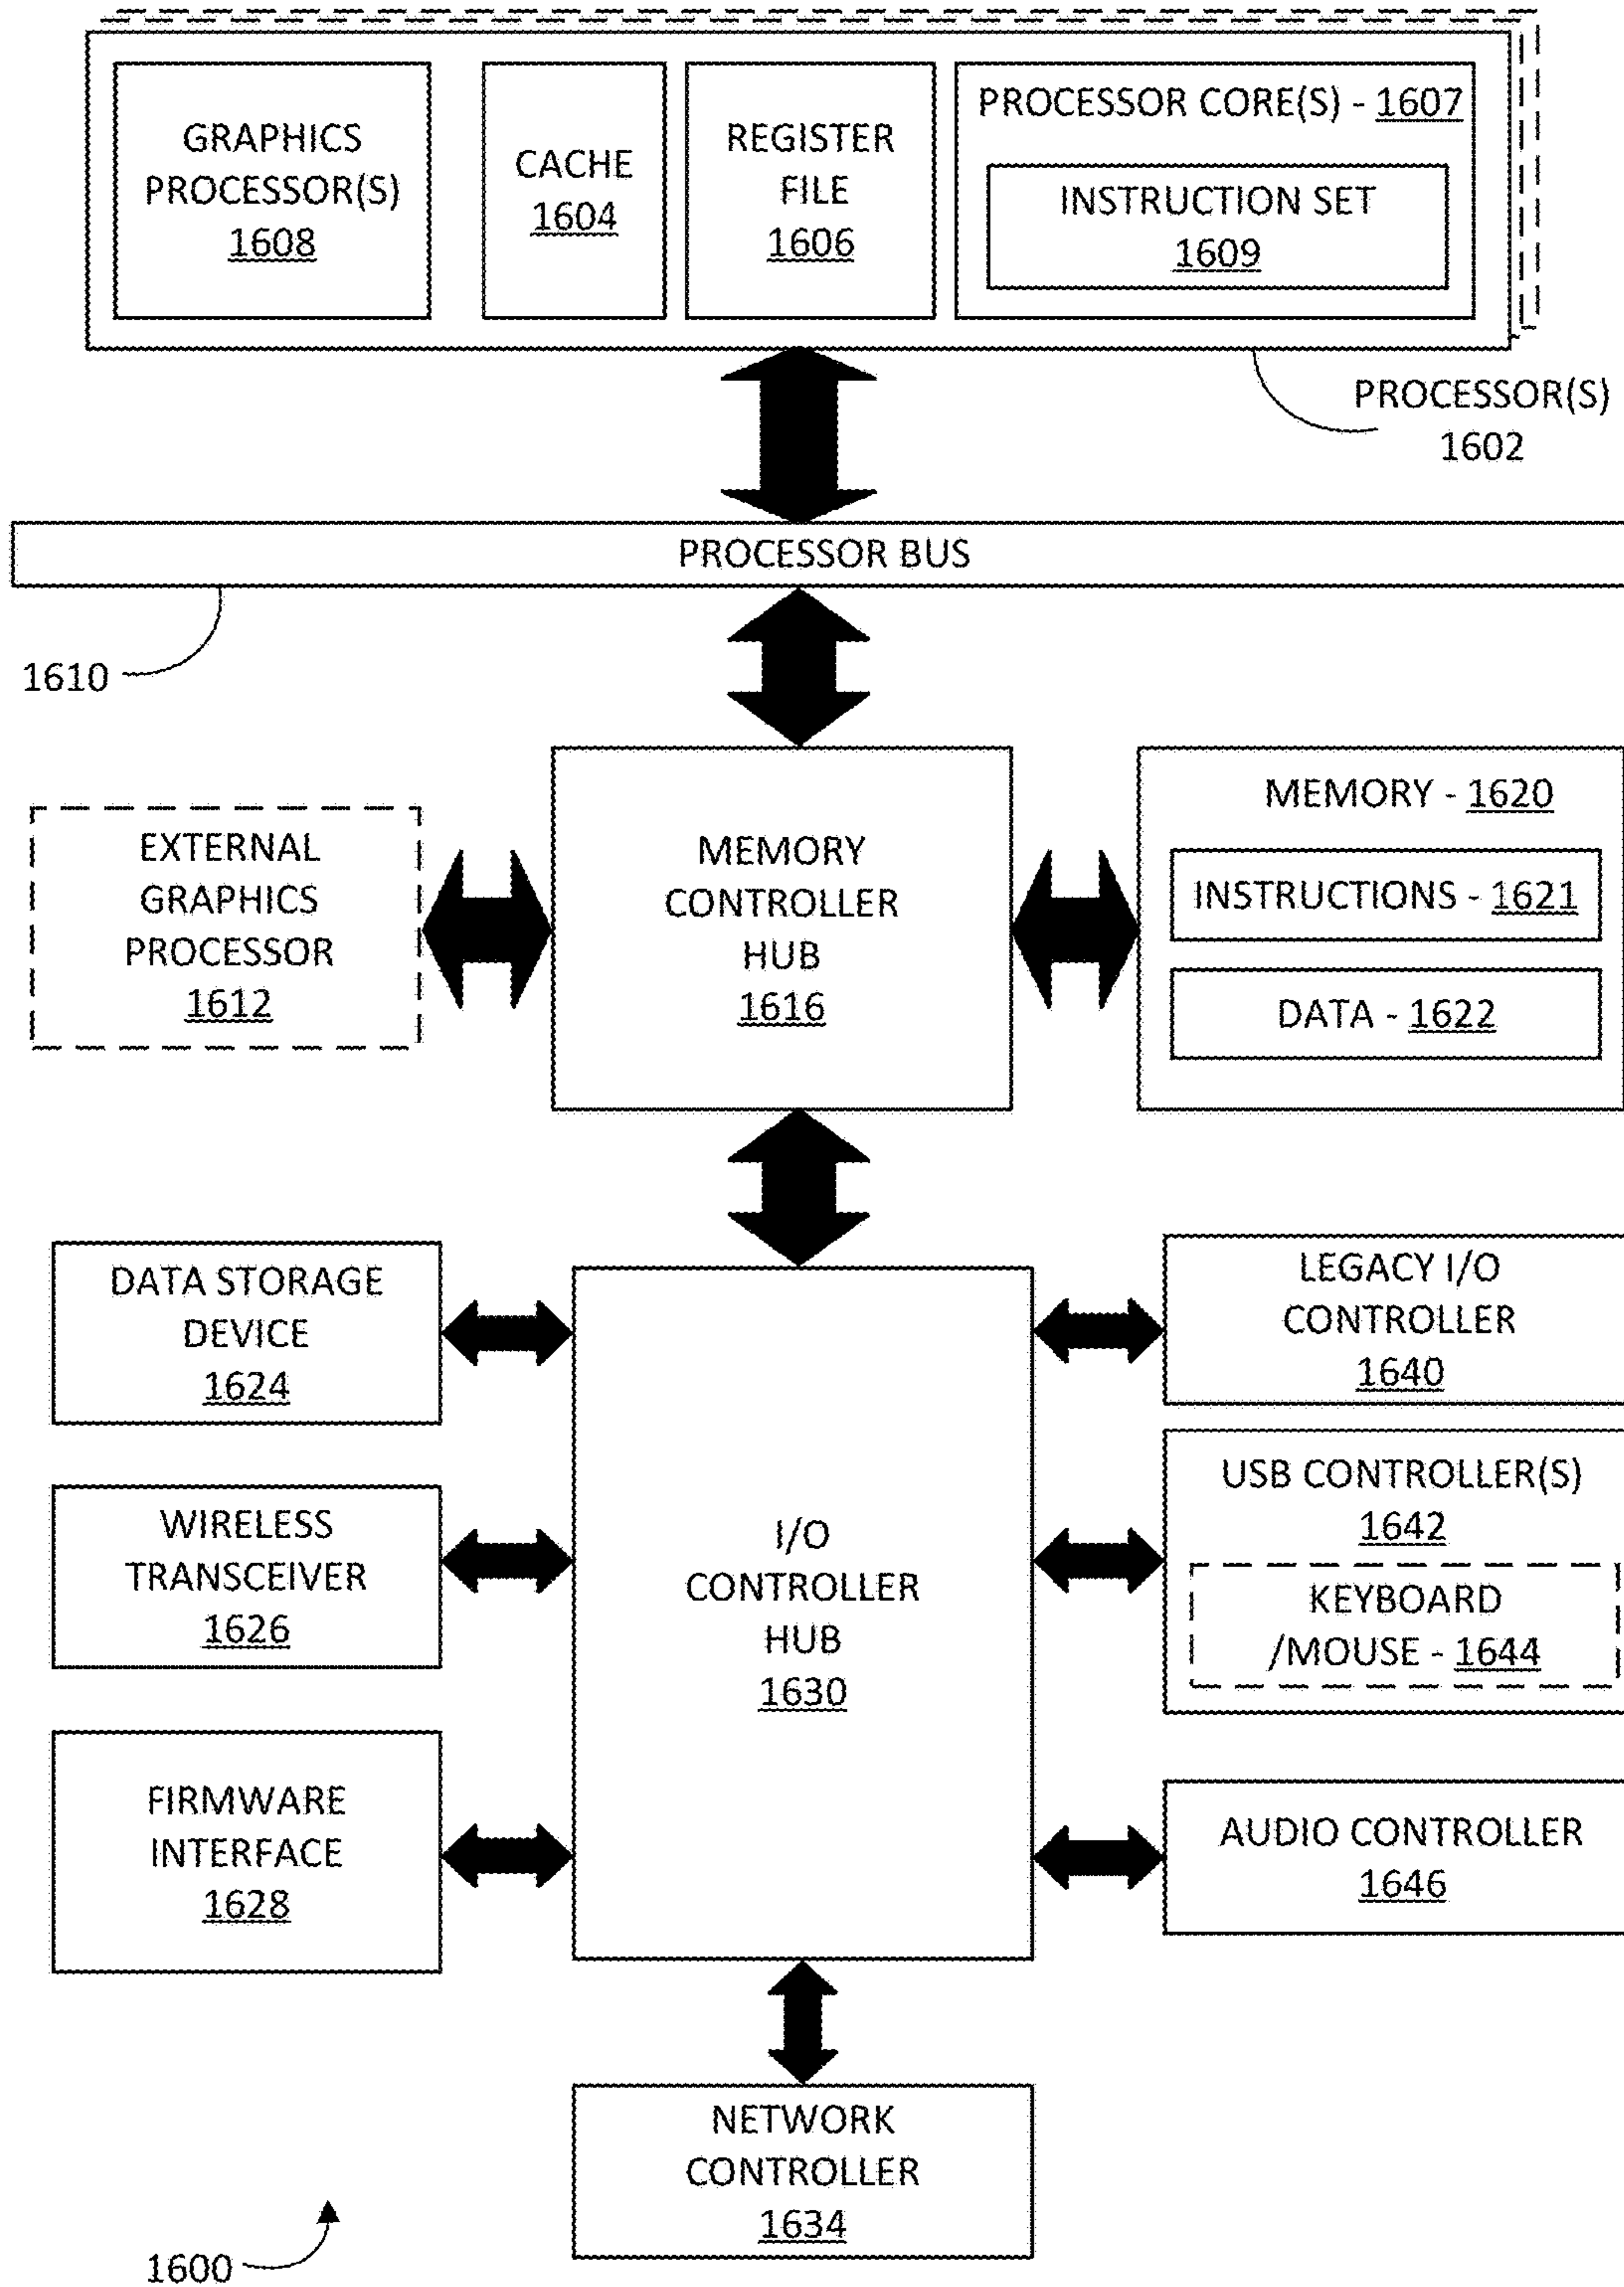 GRAPHICS
PROCESSOR(S)
1608
CACHE
1604
REGISTER
FILE
1606
PROCESSOR CORE(S) - 1607
INSTRUCTION SET
1609
PROCESSOR(S)
1602
PROCESSOR BUS
1610
EXTERNAL
GRAPHICS
PROCESSOR
1612
MEMORY
CONTROLLER
HUB
1616
MEMORY - 1620
INSTRUCTIONS - 1621
DATA - 1622
DATA STORAGE
DEVICE
1624
WIRELESS
TRANSCEIVER
1626
FIRMWARE
INTERFACE
1628
I/O
CONTROLLER
HUB
1630
LEGACY I/O
CONTROLLER
1640
USB CONTROLLER(S)
1642
KEYBOARD
/MOUSE - 1644
AUDIO CONTROLLER
1646
NETWORK
CONTROLLER
1634
1600